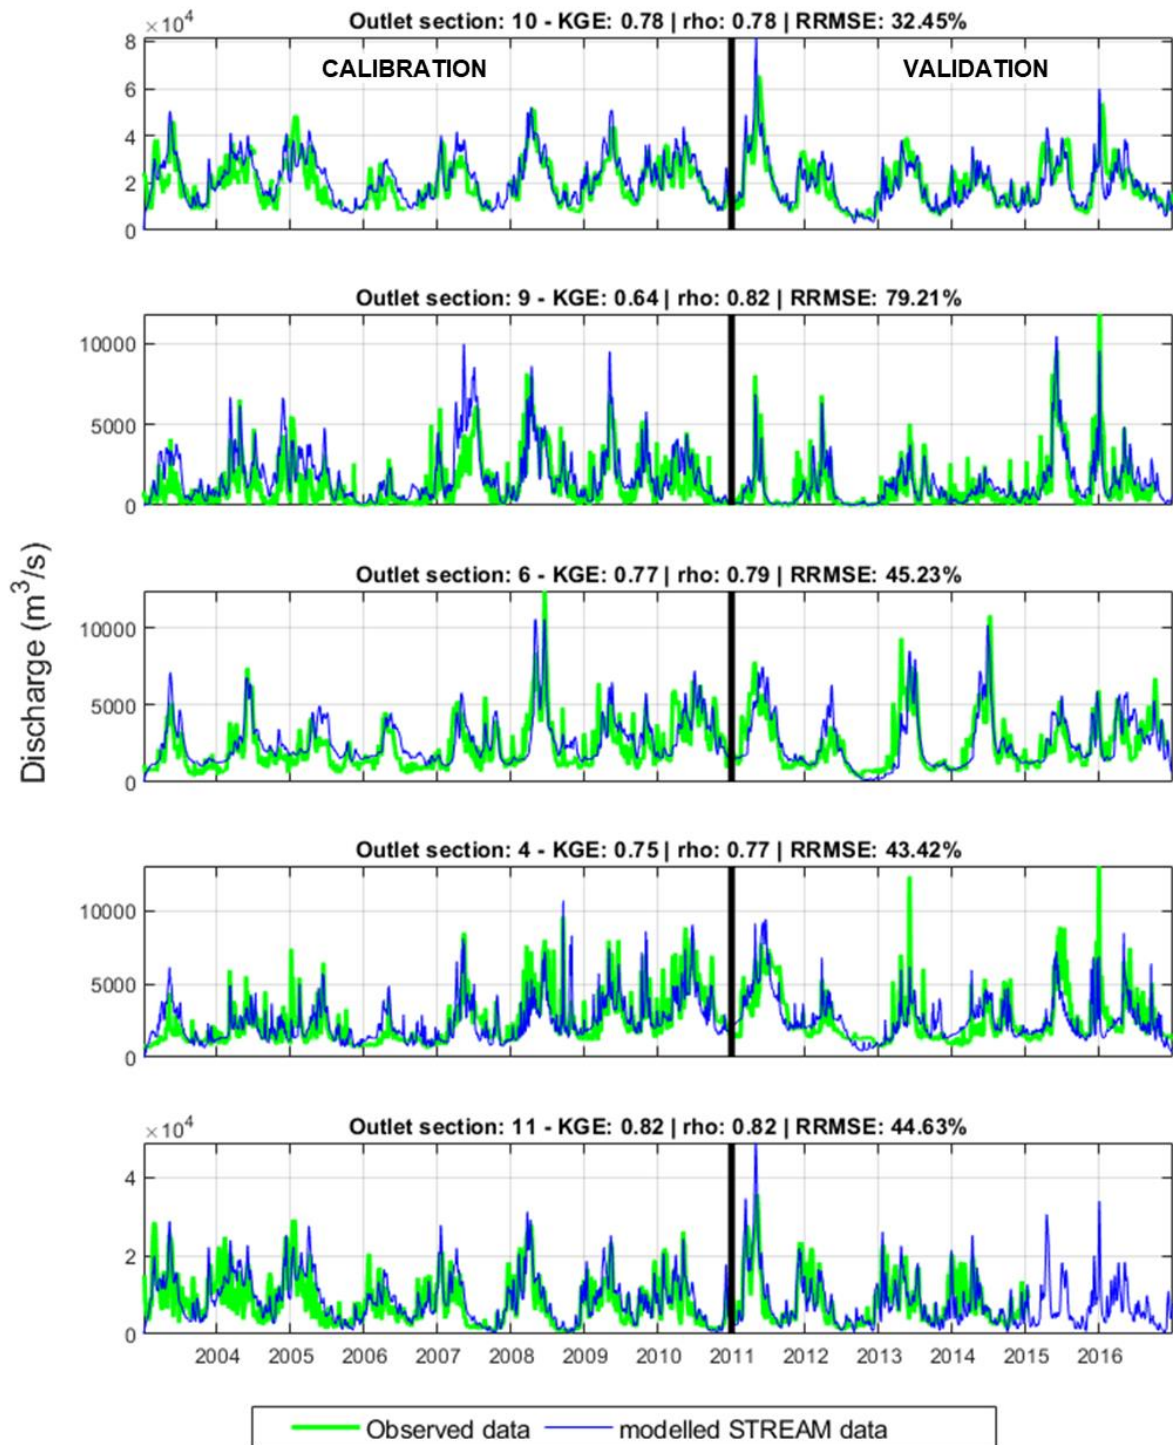 Outlet section: 10 - KGE: 0.78 | rho: 0.78 | RRMSE: 32.45%
×10⁴
CALIBRATION
VALIDATION
8
6
4
2
0
Outlet section: 9 - KGE: 0.64 | rho: 0.82 | RRMSE: 79.21%
10000
5000
0
Outlet section: 6 - KGE: 0.77 | rho: 0.79 | RRMSE: 45.23%
10000
5000
0
Discharge (m³/s)
Outlet section: 4 - KGE: 0.75 | rho: 0.77 | RRMSE: 43.42%
10000
5000
0
Outlet section: 11 - KGE: 0.82 | rho: 0.82 | RRMSE: 44.63%
×10⁴
4
2
0
2004 2005 2006 2007 2008 2009 2010 2011 2012 2013 2014 2015 2016
Observed data modelled STREAM data